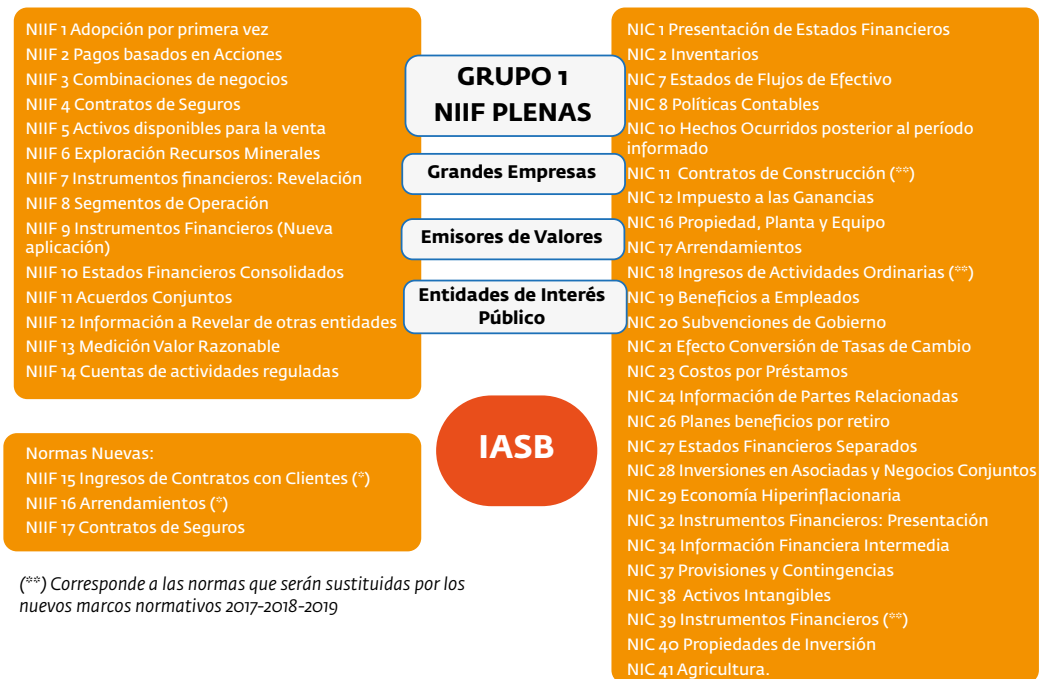 NIIF 1 Adopción por primera vez
NIIF 2 Pagos basados en Acciones
NIIF 3 Combinaciones de negocios
NIIF 4 Contratos de Seguros
NIIF 5 Activos disponibles para la venta
NIIF 6 Exploración Recursos Minerales
NIIF 7 Instrumentos financieros: Revelación
NIIF 8 Segmentos de Operación
NIIF 9 Instrumentos Financieros (Nueva
aplicación)
NIIF 10 Estados Financieros Consolidados
NIIF 11 Acuerdos Conjuntos
NIIF 12 Información a Revelar de otras entidades
NIIF 13 Medición Valor Razonable
NIIF 14 Cuentas de actividades reguladas
Normas Nuevas:
NIIF 15 Ingresos de Contratos con Clientes (*)
NIIF 16 Arrendamientos (*)
NIIF 17 Contratos de Seguros
(**) Corresponde a las normas que serán sustituidas por los
nuevos marcos normativos 2017-2018-2019
GRUPO 1
NIIF PLENAS
Grandes Empresas
Emisores de Valores
Entidades de Interés
Público
IASB
NIC 1 Presentación de Estados Financieros
NIC 2 Inventarios
NIC 7 Estados de Flujos de Efectivo
NIC 8 Políticas Contables
NIC 10 Hechos Ocurridos posterior al período
informado
NIC 11 Contratos de Construcción (**)
NIC 12 Impuesto a las Ganancias
NIC 16 Propiedad, Planta y Equipo
NIC 17 Arrendamientos
NIC 18 Ingresos de Actividades Ordinarias (**)
NIC 19 Beneficios a Empleados
NIC 20 Subvenciones de Gobierno
NIC 21 Efecto Conversión de Tasas de Cambio
NIC 23 Costos por Préstamos
NIC 24 Información de Partes Relacionadas
NIC 26 Planes beneficios por retiro
NIC 27 Estados Financieros Separados
NIC 28 Inversiones en Asociadas y Negocios Conjuntos
NIC 29 Economía Hiperinflacionaria
NIC 32 Instrumentos Financieros: Presentación
NIC 34 Información Financiera Intermedia
NIC 37 Provisiones y Contingencias
NIC 38 Activos Intangibles
NIC 39 Instrumentos Financieros (**)
NIC 40 Propiedades de Inversión
NIC 41 Agricultura.